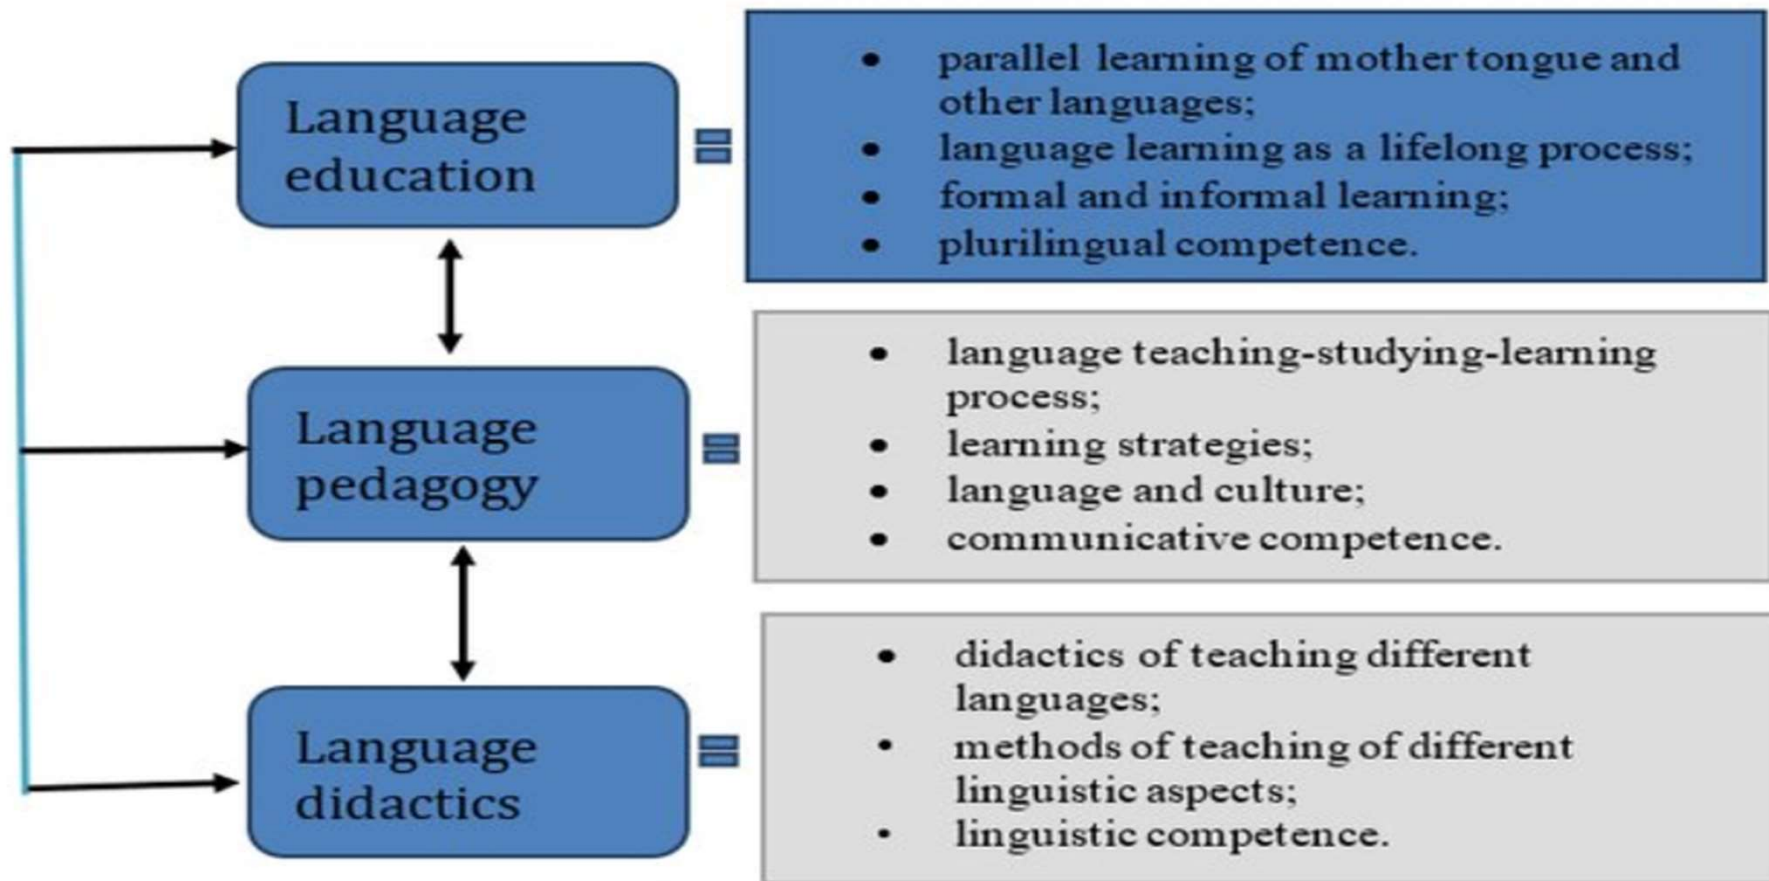 Language
education
• parallel learning of mother tongue and
other languages;
• language learning as a lifelong process;
• formal and informal learning;
• plurilingual competence.
Language
pedagogy
• language teaching-studying-learning
process;
• learning strategies;
• language and culture;
• communicative competence.
Language
didactics
• didactics of teaching different
languages;
• methods of teaching of different
linguistic aspects;
• linguistic competence.